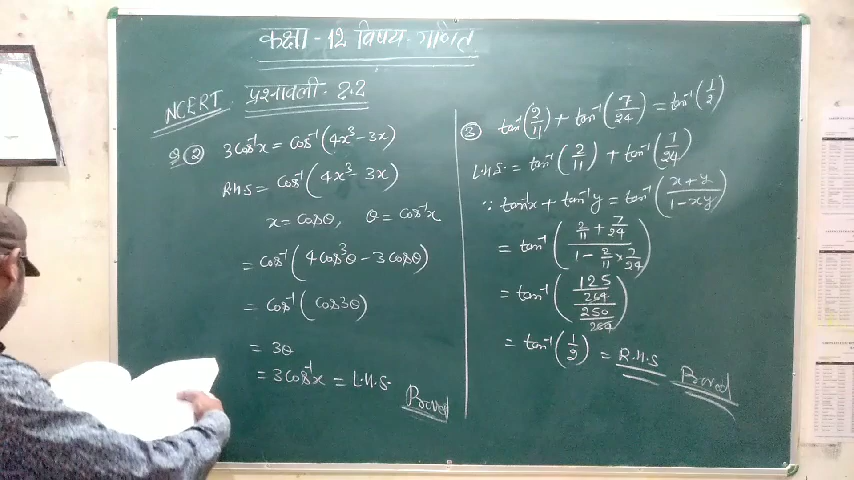 कक्षा - 12 विषय - गणित
NCERT प्रश्नावली - 2.2
Q ② 3cos⁻¹x = cos⁻¹(4x³ - 3x)
R.H.S = cos⁻¹(4x³ - 3x)
x = cosθ, θ = cos⁻¹x
= cos⁻¹(4cos³θ - 3cosθ)
= cos⁻¹(cos3θ)
= 3θ
= 3cos⁻¹x = L.H.S.
Proved
③ tan⁻¹(2/11) + tan⁻¹(7/24) = tan⁻¹(1/2)
L.H.S. = tan⁻¹(2/11) + tan⁻¹(7/24)
∵ tan⁻¹x + tan⁻¹y = tan⁻¹((x+y)/(1-xy))
= tan⁻¹((2/11 + 7/24)/(1 - 2/11 × 7/24))
= tan⁻¹((125/264)/(250/264))
= tan⁻¹(1/2) = R.H.S
Proved